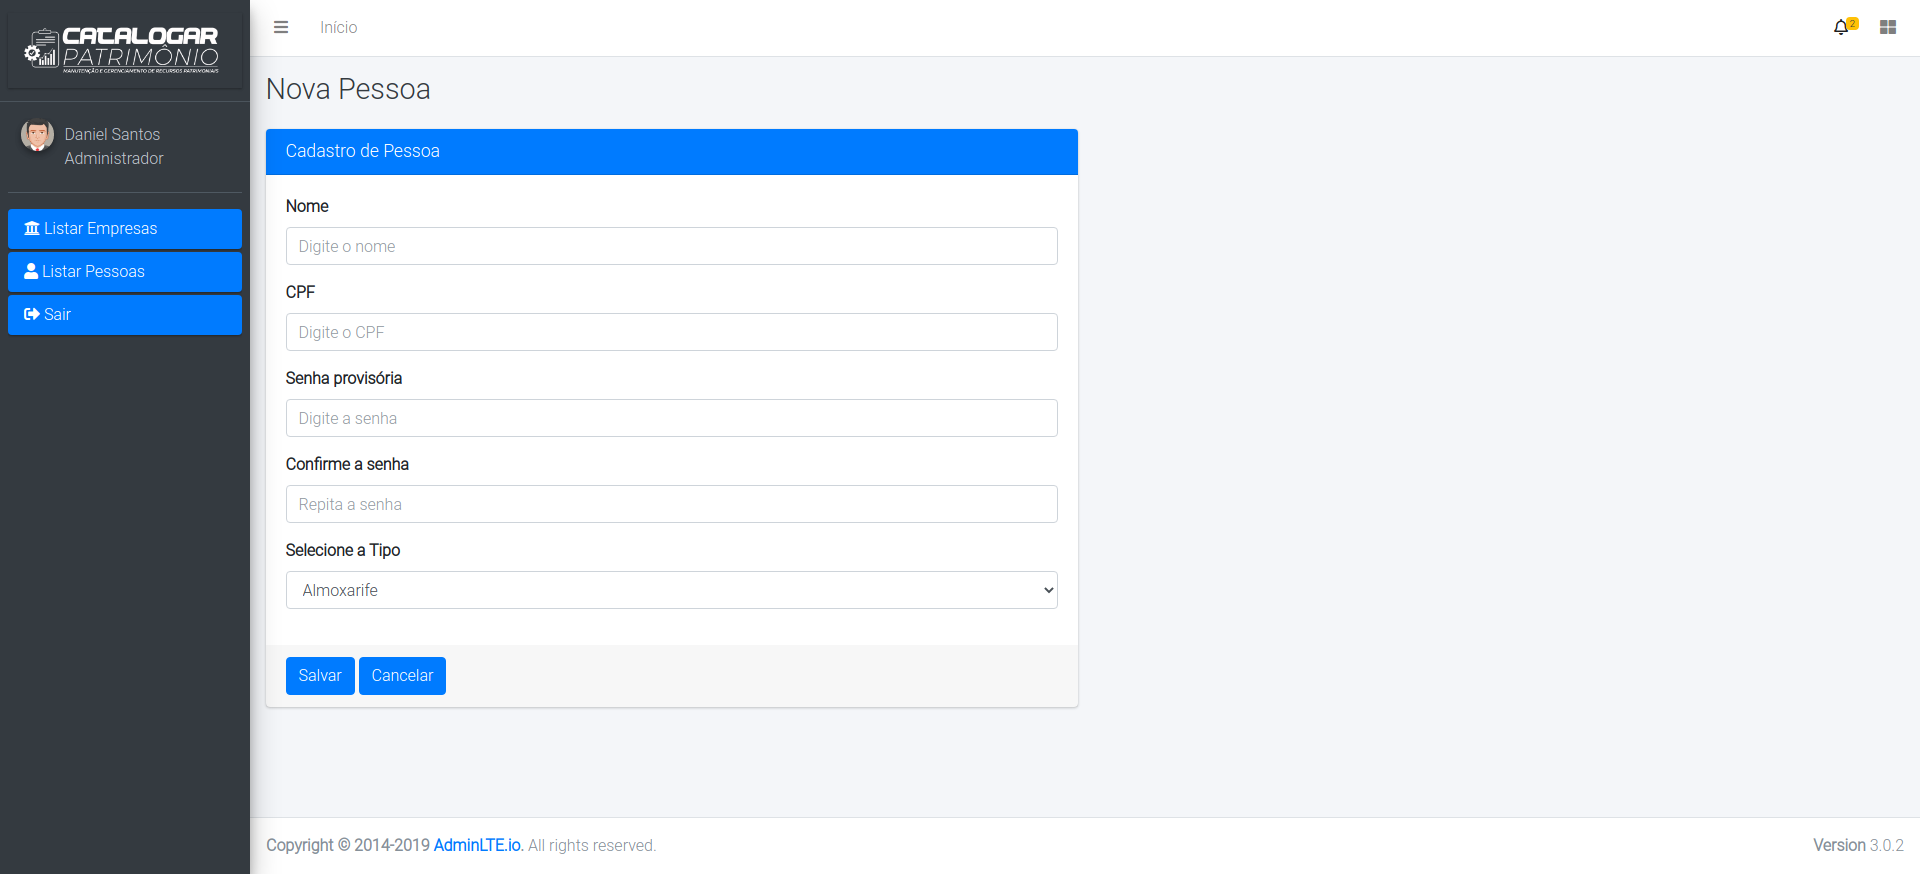 CATALOGAR
PATRIMÔNIO
MANUTENÇÃO E GERENCIAMENTO DE RECURSOS PATRIMONIAIS
Daniel Santos
Administrador
Listar Empresas
Listar Pessoas
Sair
Início
2
Nova Pessoa
Cadastro de Pessoa
Nome
Digite o nome
CPF
Digite o CPF
Senha provisória
Digite a senha
Confirme a senha
Repita a senha
Selecione a Tipo
Almoxarife
Salvar Cancelar
Copyright © 2014-2019 AdminLTE.io. All rights reserved.
Version 3.0.2